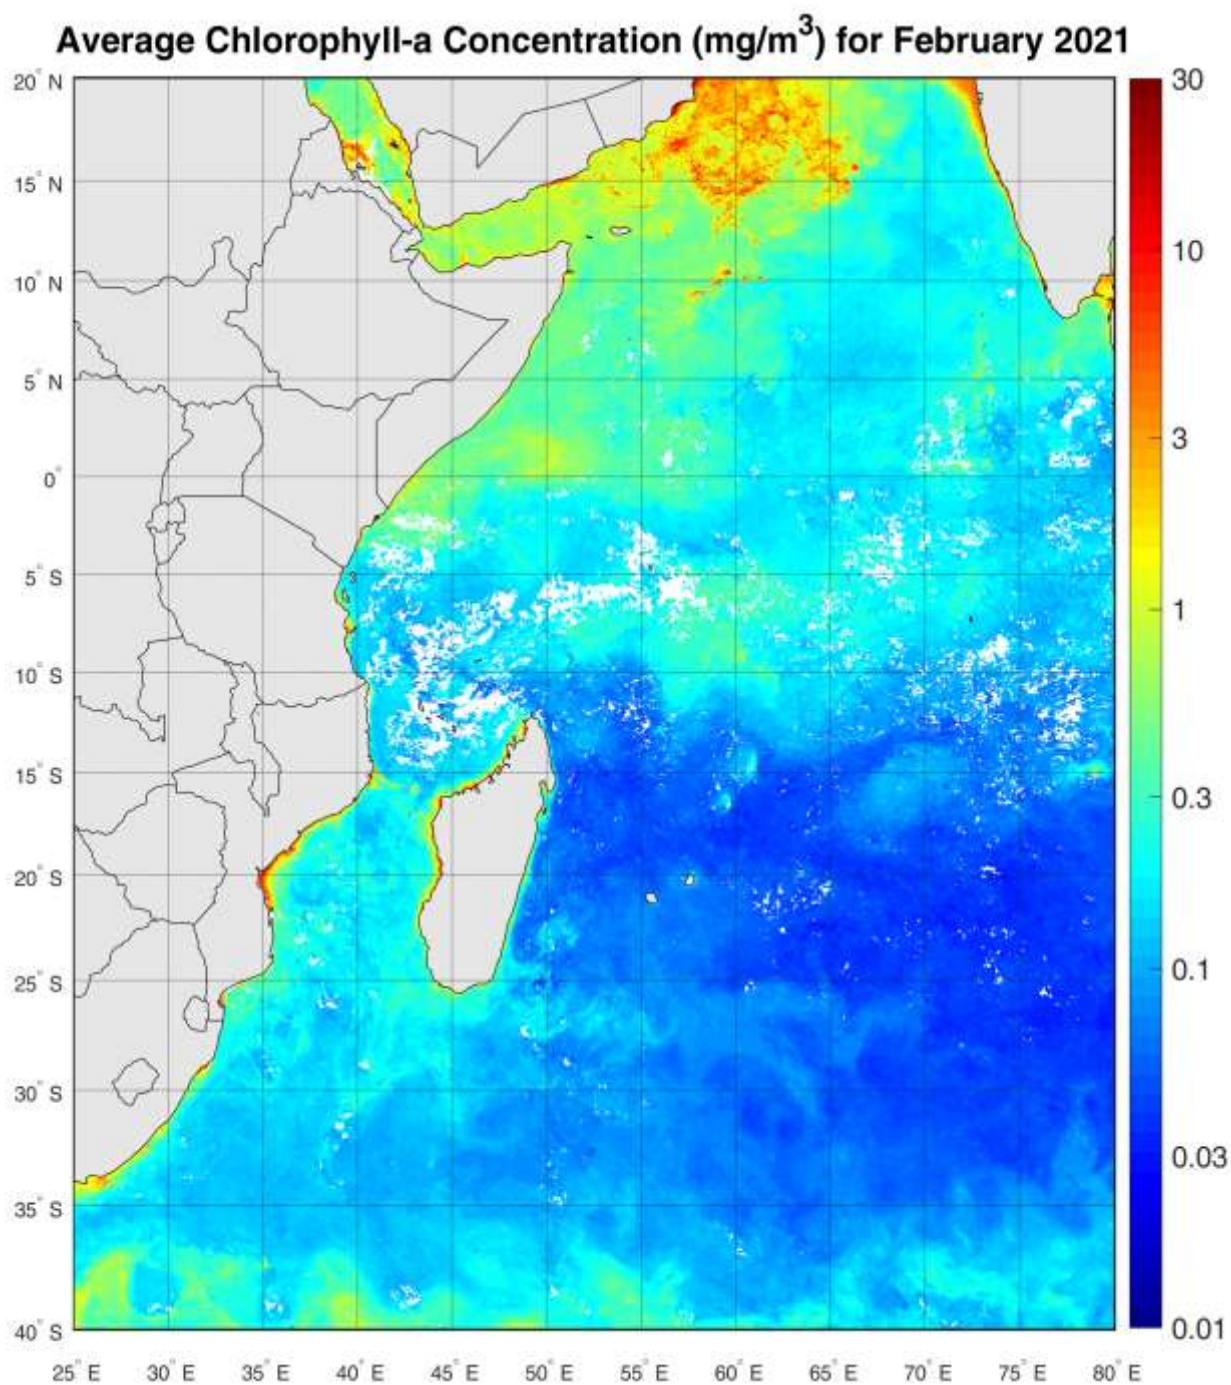 Average Chlorophyll-a Concentration (mg/m³) for February 2021
20° N
15° N
10° N
5° N
0°
5° S
10° S
15° S
20° S
25° S
30° S
35° S
40° S
25° E 30° E 35° E 40° E 45° E 50° E 55° E 60° E 65° E 70° E 75° E 80° E
30
10
3
1
0.3
0.1
0.03
0.01